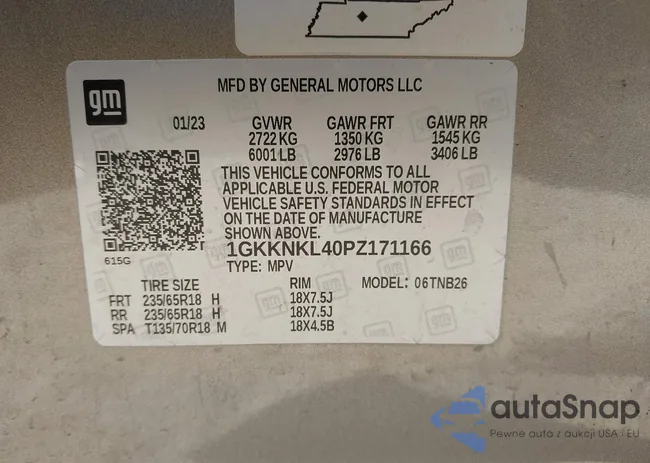 gm
MFD BY GENERAL MOTORS LLC
01/23 GVWR GAWR FRT GAWR RR
2722 KG 1350 KG 1545 KG
6001 LB 2976 LB 3406 LB
THIS VEHICLE CONFORMS TO ALL
APPLICABLE U.S. FEDERAL MOTOR
VEHICLE SAFETY STANDARDS IN EFFECT
ON THE DATE OF MANUFACTURE
SHOWN ABOVE.
1GKKNKL40PZ171166
615G
TYPE: MPV
TIRE SIZE RIM MODEL: 06TNB26
FRT 235/65R18 H 18X7.5J
RR 235/65R18 H 18X7.5J
SPA T135/70R18 M 18X4.5B
autoSnap
Pewne auta z aukcji USA i EU